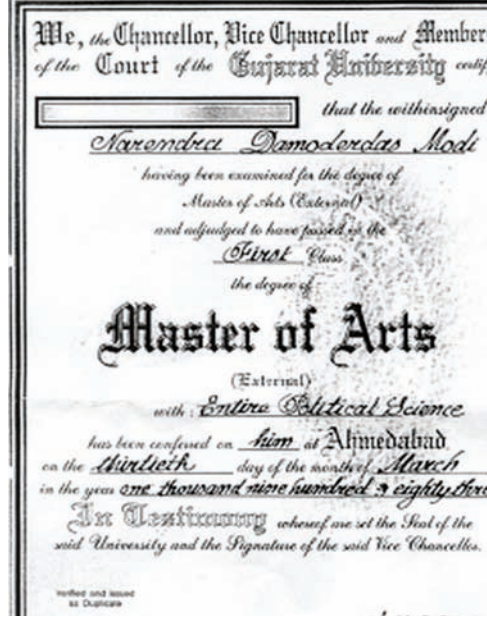 We, the Chancellor, Vice Chancellor and Member
of the Court of the Gujarat University certif
that the withinsigned
Narendra Damoderdas Modi
having been examined for the degree of
Master of Arts (External)
and adjudged to have passed in the
First Class
the degree of
Master of Arts
(External)
with : Entire Political Science
has been conferred on him at Ahmedabad
on the thirtieth day of the month of March
in the year one thousand nine hundred & eighty thre
In Testimony whereof are set the Seal of the
said University and the Signature of the said Vice Chancellor.
Verified and issued
as Duplicate